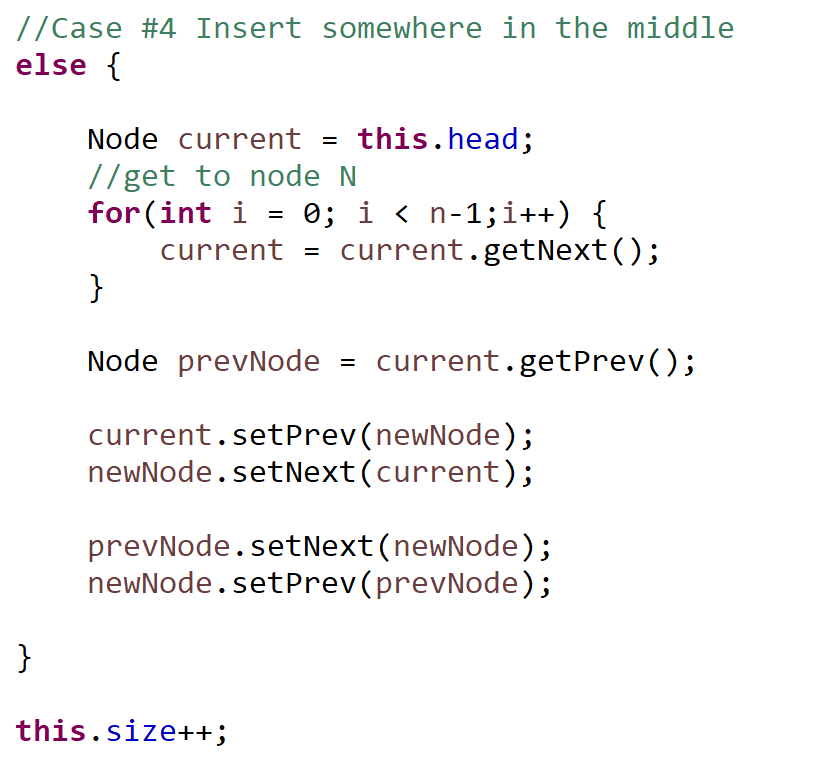 //Case #4 Insert somewhere in the middle
else {
Node current = this.head;
//get to node N
for(int i = 0; i < n-1;i++) {
current = current.getNext();
}
Node prevNode = current.getPrev();
current.setPrev(newNode);
newNode.setNext(current);
prevNode.setNext(newNode);
newNode.setPrev(prevNode);
}
this.size++;